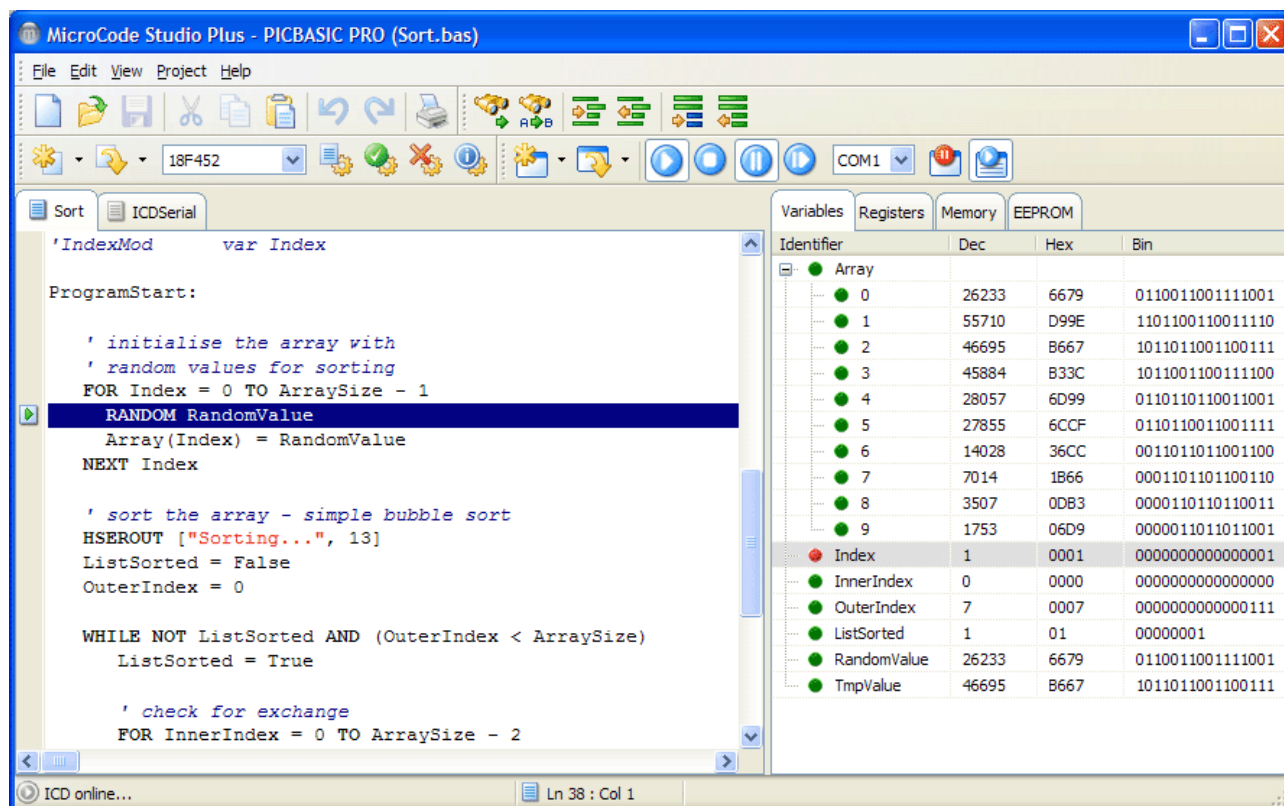 MicroCode Studio Plus - PICBASIC PRO (Sort.bas)
File Edit View Project Help
A B
18F452
COM1
Sort ICDSerial
'IndexMod var Index
ProgramStart:
' initialise the array with
' random values for sorting
FOR Index = 0 TO ArraySize - 1
RANDOM RandomValue
Array(Index) = RandomValue
NEXT Index
' sort the array - simple bubble sort
HSEROUT ["Sorting...", 13]
ListSorted = False
OuterIndex = 0
WHILE NOT ListSorted AND (OuterIndex < ArraySize)
ListSorted = True
' check for exchange
FOR InnerIndex = 0 TO ArraySize - 2
Variables Registers Memory EEPROM
Identifier Dec Hex Bin
Array
0 26233 6679 0110011001111001
1 55710 D99E 1101100110011110
2 46695 B667 1011011001100111
3 45884 B33C 1011001100111100
4 28057 6D99 0110110110011001
5 27855 6CCF 0110110011001111
6 14028 36CC 0011011011001100
7 7014 1B66 0001101101100110
8 3507 0DB3 0000110110110011
9 1753 06D9 0000011011011001
Index 1 0001 0000000000000001
InnerIndex 0 0000 0000000000000000
OuterIndex 7 0007 0000000000000111
ListSorted 1 01 00000001
RandomValue 26233 6679 0110011001111001
TmpValue 46695 B667 1011011001100111
ICD online... Ln 38 : Col 1